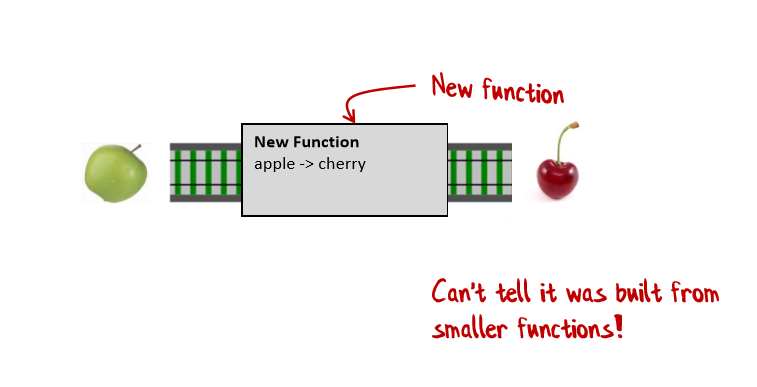 New function
New Function
apple -> cherry
Can't tell it was built from
smaller functions!